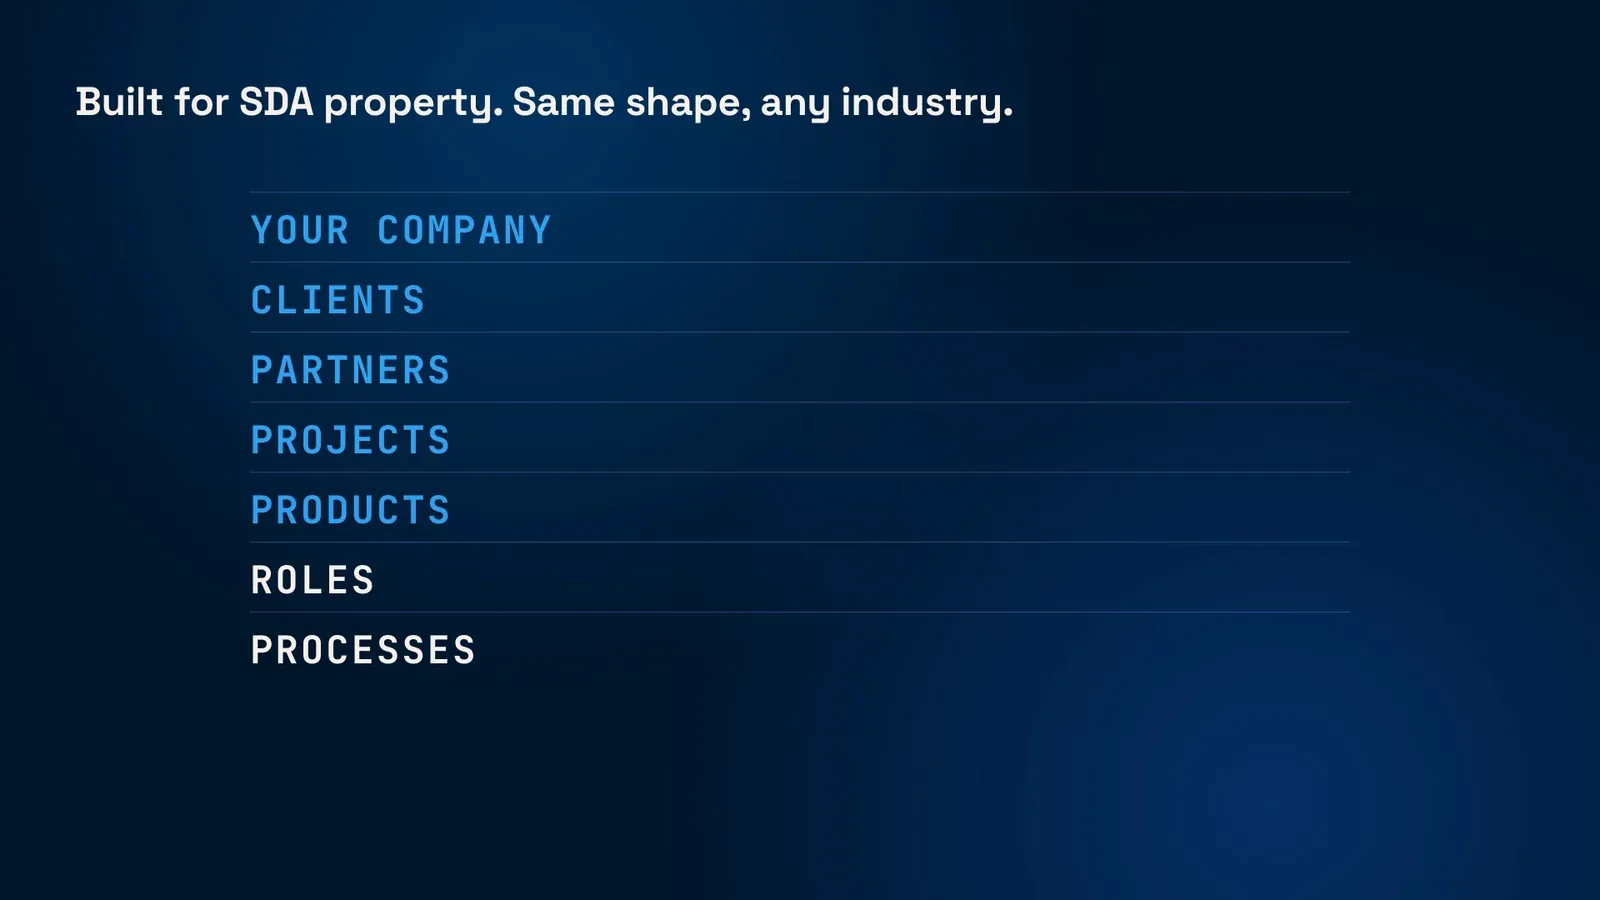 Built for SDA property. Same shape, any industry.
YOUR COMPANY
CLIENTS
PARTNERS
PROJECTS
PRODUCTS
ROLES
PROCESSES